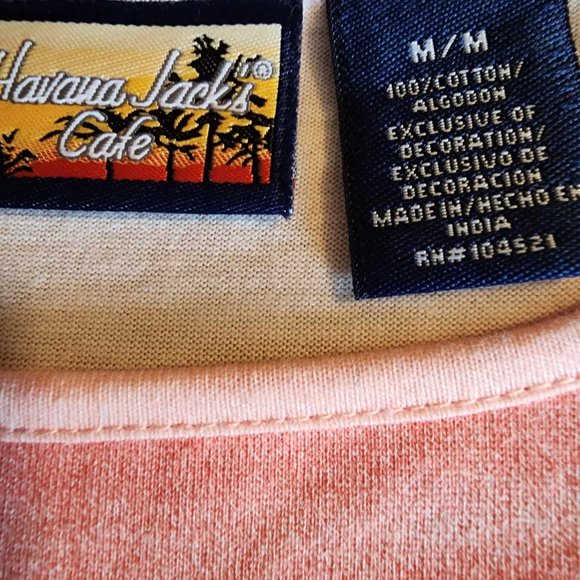 Havana Jack's®
Cafe
M/M
100%COTTON/
ALGODON
EXCLUSIVE OF
DECORATION/
EXCLUSIVO DE
DECORACION
MADE IN/HECHO EN
INDIA
RN#104521